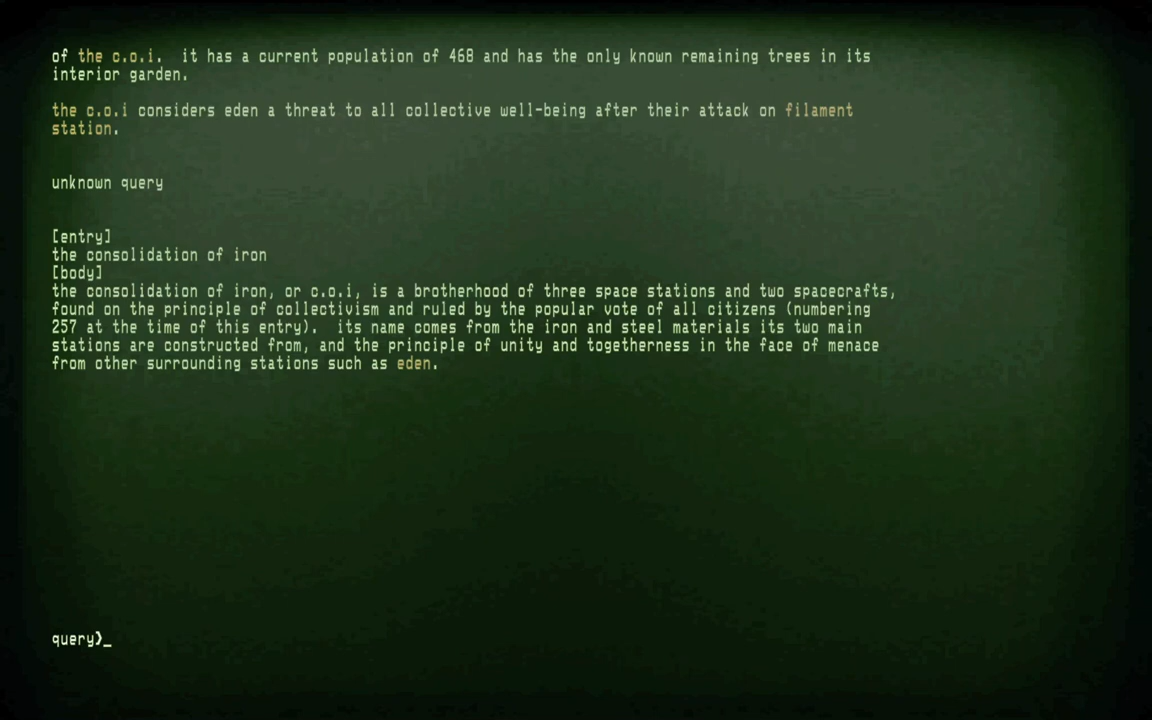 of the c.o.i.  it has a current population of 468 and has the only known remaining trees in its
interior garden.
the c.o.i considers eden a threat to all collective well-being after their attack on filament
station.
unknown query
[entry]
the consolidation of iron
[body]
the consolidation of iron, or c.o.i, is a brotherhood of three space stations and two spacecrafts,
found on the principle of collectivism and ruled by the popular vote of all citizens (numbering
257 at the time of this entry).  its name comes from the iron and steel materials its two main
stations are constructed from, and the principle of unity and togetherness in the face of menace
from other surrounding stations such as eden.
query}_